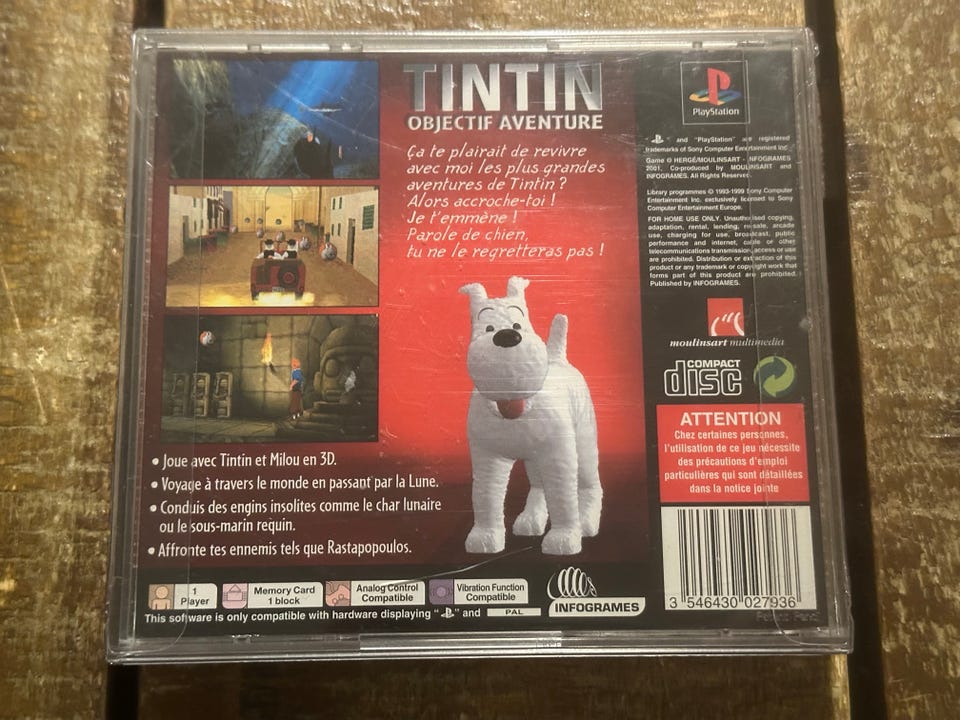 TINTIN
OBJECTIF AVENTURE
Ça te plairait de revivre
avec moi les plus grandes
aventures de Tintin ?
Alors accroche-toi !
Je t'emmène !
Parole de chien,
tu ne le regretteras pas !
• Joue avec Tintin et Milou en 3D.
• Voyage à travers le monde en passant par la Lune.
• Conduis des engins insolites comme le char lunaire
ou le sous-marin requin.
• Affronte tes ennemis tels que Rastapopoulos.
PlayStation
and "PlayStation" are registered
trademarks of Sony Computer Entertainment Inc.
Game © HERGÉ/MOULINSART - INFOGRAMES
2001. Co-produced by MOULINSART and
INFOGRAMES. All Rights Reserved.
Library programmes © 1993-1999 Sony Computer
Entertainment Inc. exclusively licensed to Sony
Computer Entertainment Europe.
FOR HOME USE ONLY. Unauthorised copying,
adaptation, rental, lending, re-sale, arcade
use, charging for use, broadcast, public
performance and internet, cable or other
telecommunications transmission, access or use
are prohibited. Distribution or extraction of this
product or any trademark or copyright work that
forms part of this product are prohibited.
Published by INFOGRAMES.
moulinsart multimedia
COMPACT
disc
ATTENTION
Chez certaines personnes,
l'utilisation de ce jeu nécessite
des précautions d'emploi
particulières qui sont détaillées
dans la notice jointe
3 546430 027936
1
Player
Memory Card
1 block
Analog Control
Compatible
Vibration Function
Compatible
INFOGRAMES
This software is only compatible with hardware displaying " " and PAL